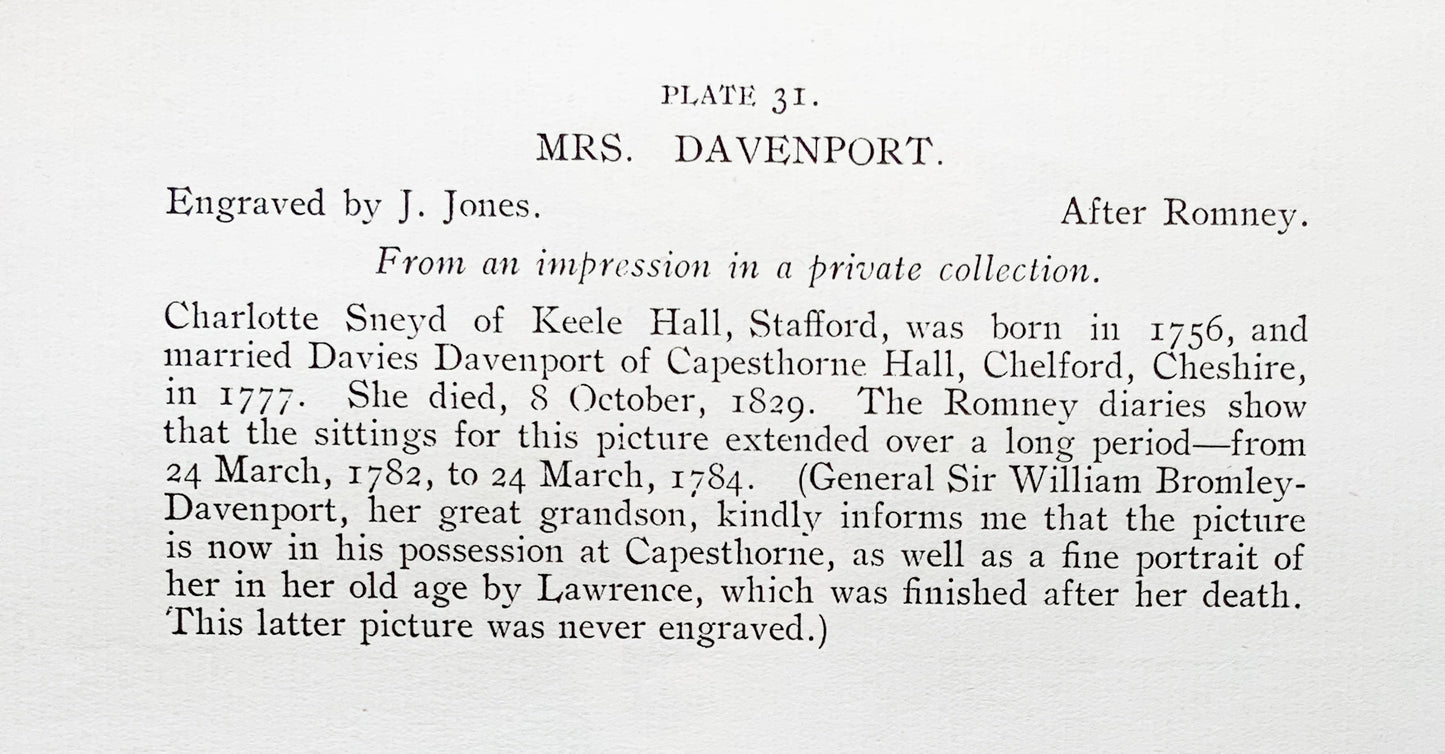 PLATE 31.
MRS. DAVENPORT.
Engraved by J. Jones. After Romney.
From an impression in a private collection.
Charlotte Sneyd of Keele Hall, Stafford, was born in 1756, and
married Davies Davenport of Capesthorne Hall, Chelford, Cheshire,
in 1777. She died, 8 October, 1829. The Romney diaries show
that the sittings for this picture extended over a long period—from
24 March, 1782, to 24 March, 1784. (General Sir William Bromley-
Davenport, her great grandson, kindly informs me that the picture
is now in his possession at Capesthorne, as well as a fine portrait of
her in her old age by Lawrence, which was finished after her death.
This latter picture was never engraved.)